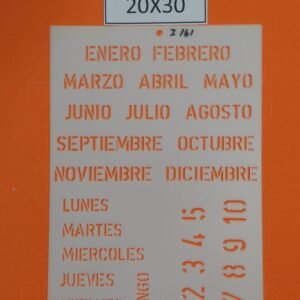 20X30
I 161
ENERO FEBRERO
MARZO ABRIL MAYO
JUNIO JULIO AGOSTO
SEPTIEMBRE OCTUBRE
NOVIEMBRE DICIEMBRE
LUNES
MARTES
MIERCOLES
JUEVES
2 3 4 5
7 8 9 10